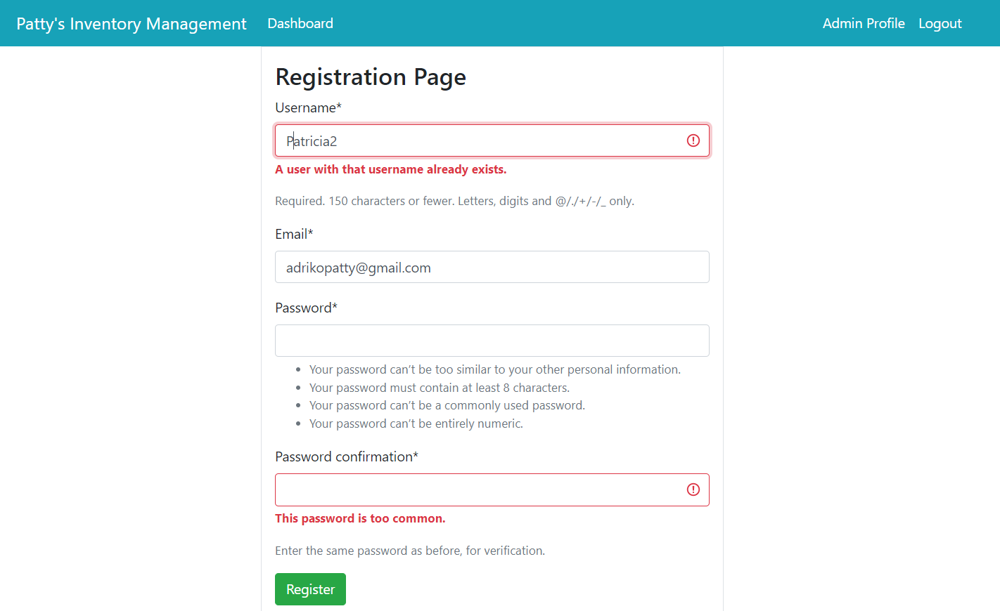 Patty's Inventory Management Dashboard Admin Profile Logout
Registration Page
Username*
Patricia2
A user with that username already exists.
Required. 150 characters or fewer. Letters, digits and @/./+/-/_ only.
Email*
adrikopatty@gmail.com
Password*
• Your password can’t be too similar to your other personal information.
• Your password must contain at least 8 characters.
• Your password can’t be a commonly used password.
• Your password can’t be entirely numeric.
Password confirmation*
This password is too common.
Enter the same password as before, for verification.
Register